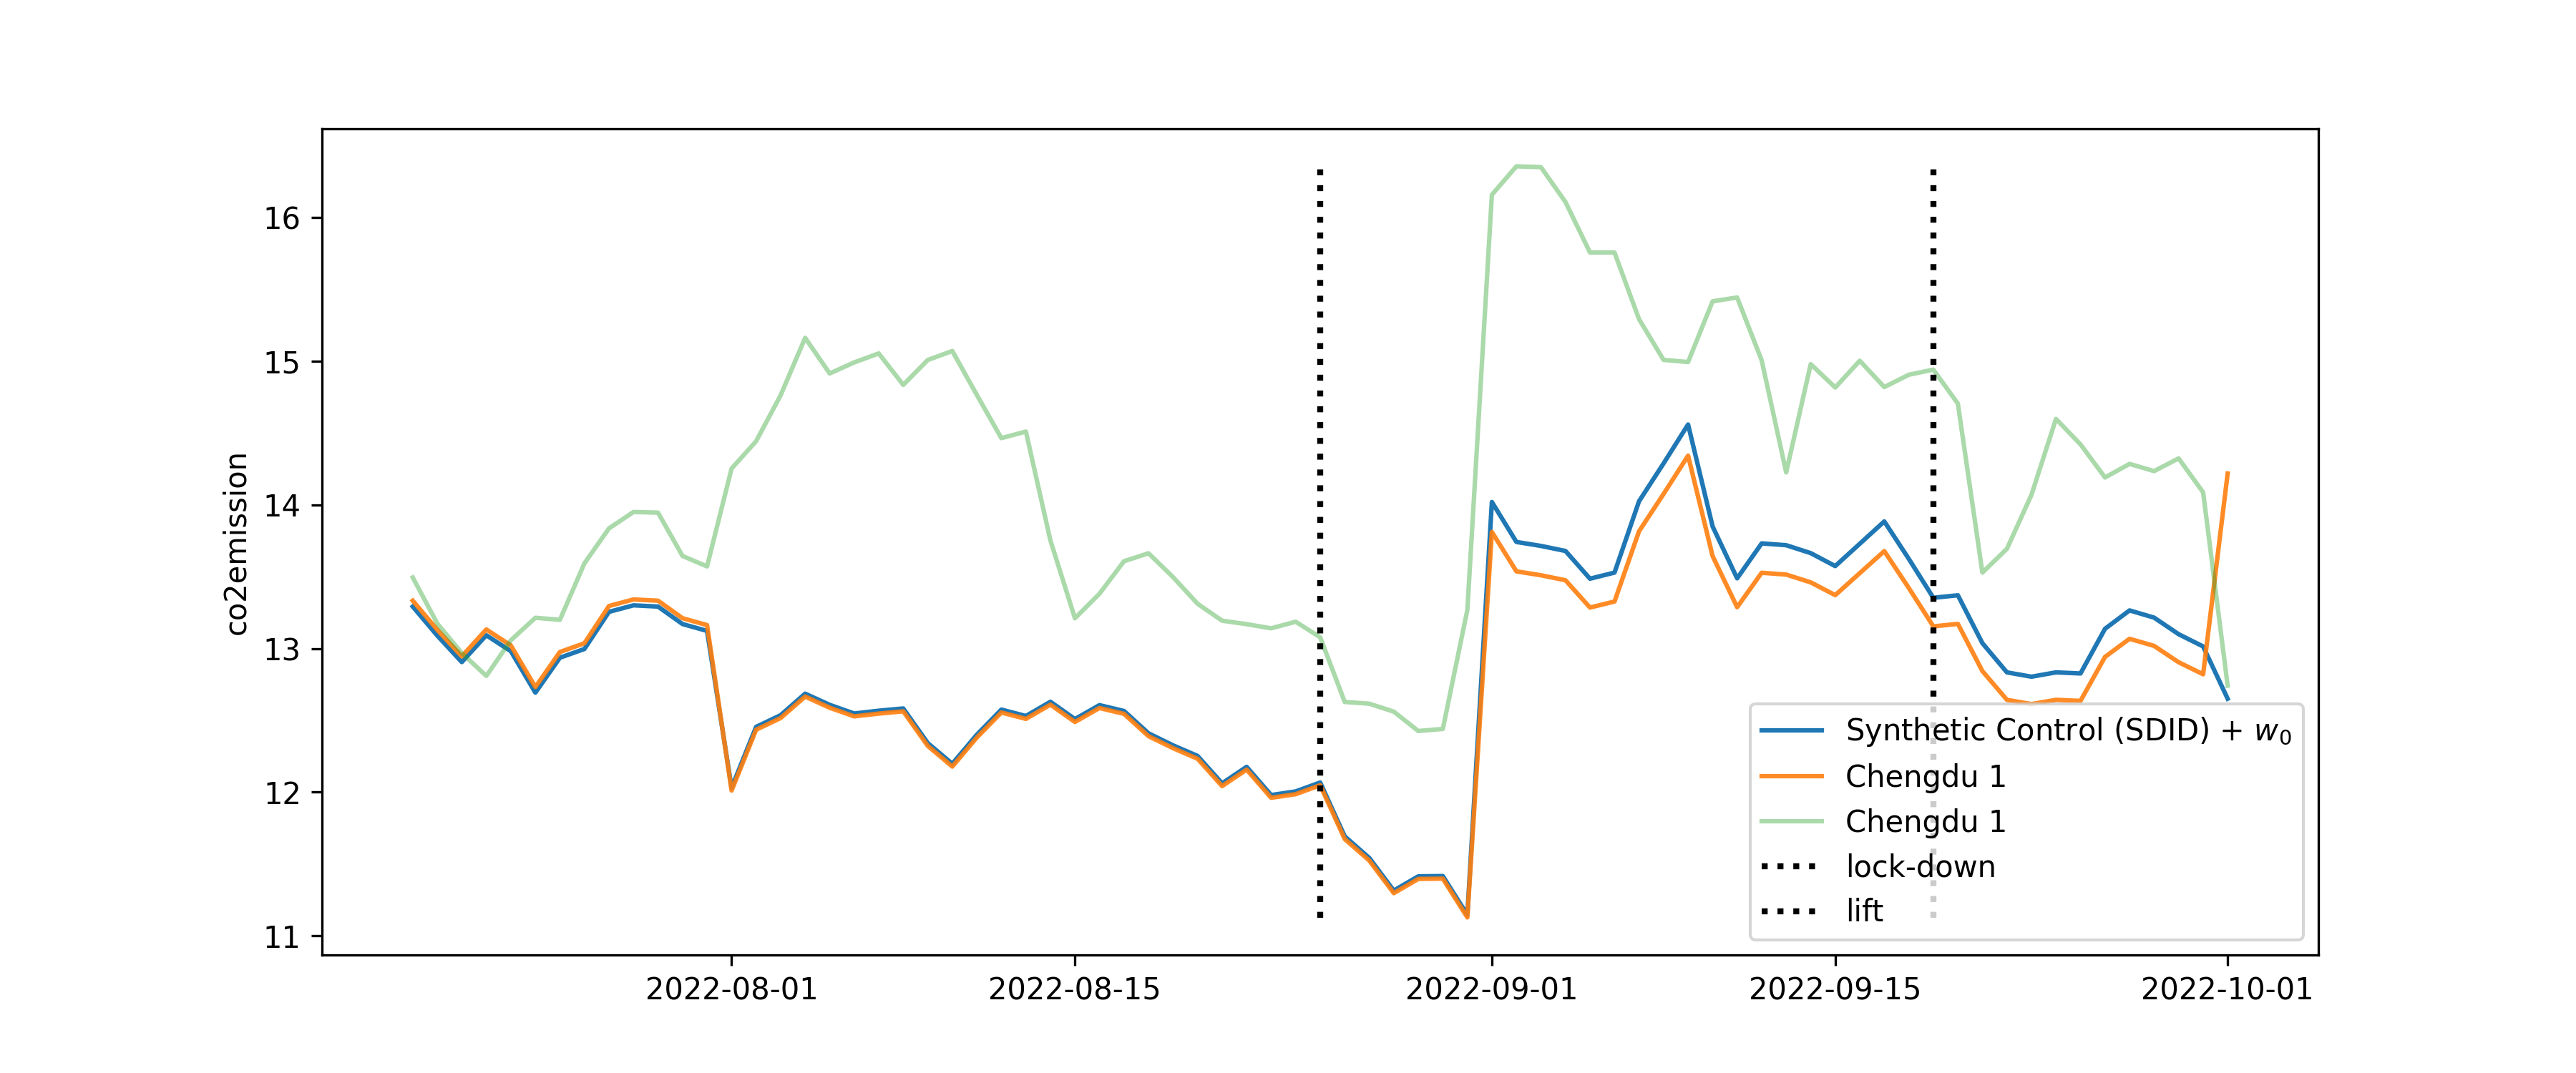 co2emission
16
15
14
13
12
11
2022-08-01
2022-08-15
2022-09-01
2022-09-15
2022-10-01
Synthetic Control (SDID) + w₀
Chengdu 1
Chengdu 1
lock-down
lift